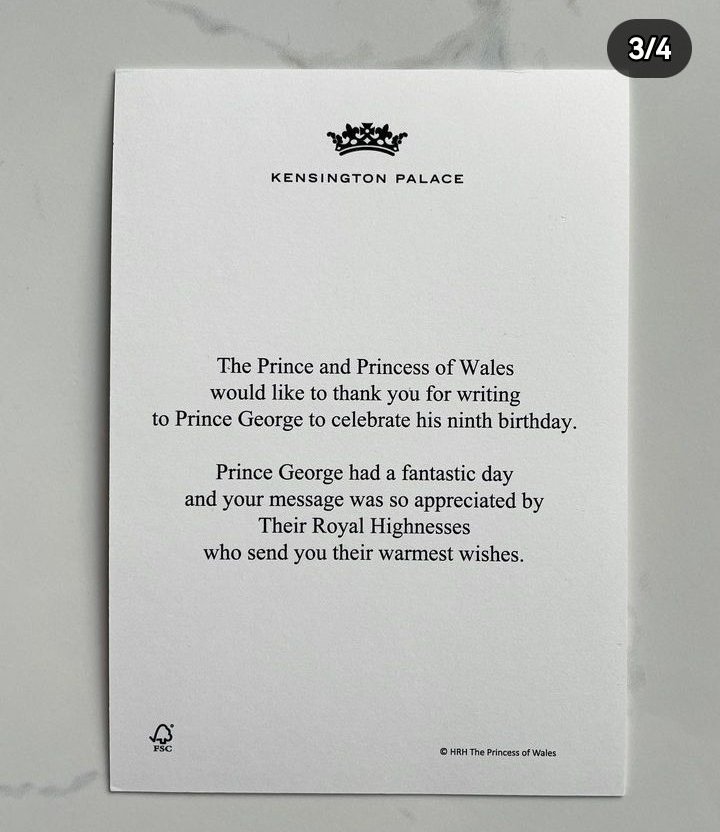 3/4
KENSINGTON PALACE
The Prince and Princess of Wales
would like to thank you for writing
to Prince George to celebrate his ninth birthday.
Prince George had a fantastic day
and your message was so appreciated by
Their Royal Highnesses
who send you their warmest wishes.
FSC
© HRH The Princess of Wales